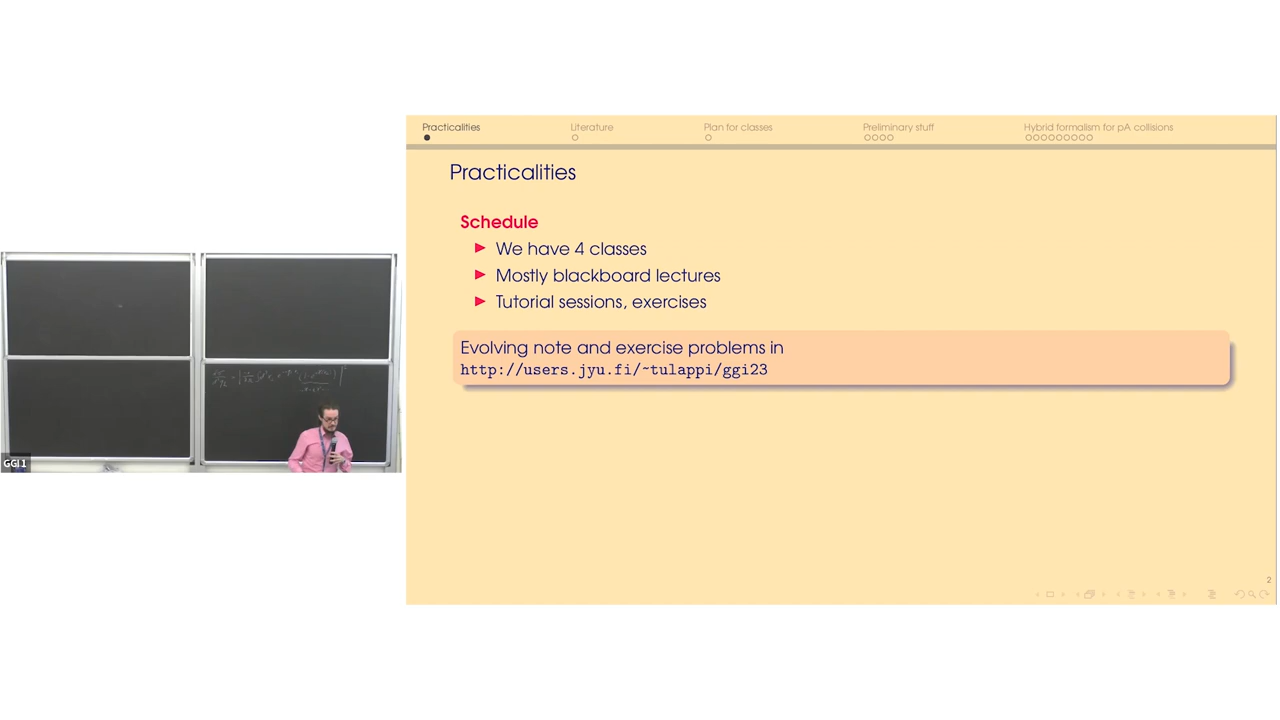 Practicalities
Literature
Plan for classes
Preliminary stuff
Hybrid formalism for pA collisions
Practicalities
Schedule
We have 4 classes
Mostly blackboard lectures
Tutorial sessions, exercises
Evolving note and exercise problems in
http://users.jyu.fi/~tulappi/ggi23
2
GGI 1